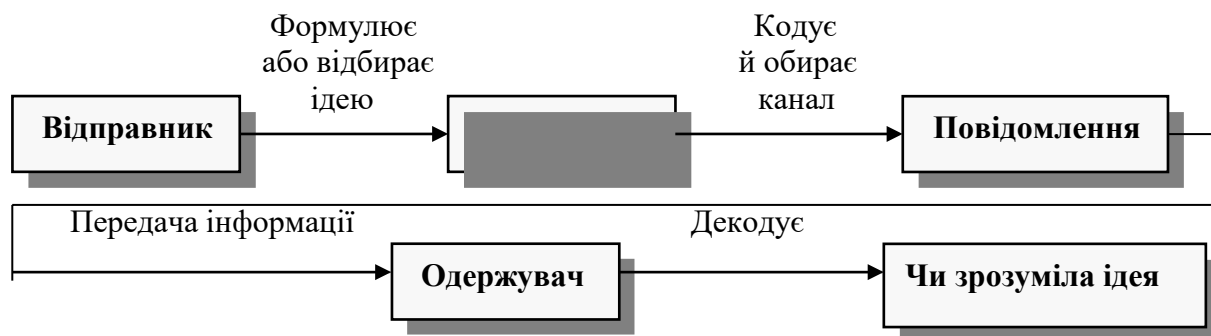 Формулює
або відбирає
ідею
Кодує
й обирає
канал
Відправник
Повідомлення
Передача інформації
Декодує
Одержувач
Чи зрозуміла ідея